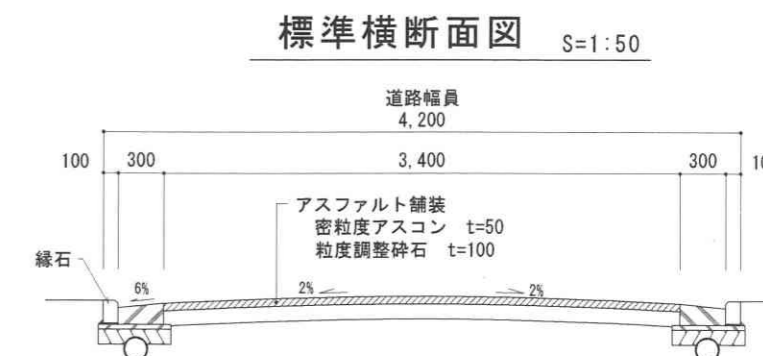 標準横断面図 S=1:50
道路幅員
4,200
100 300 3,400 300
アスファルト舗装
密粒度アスコン t=50
粒度調整砕石 t=100
縁石
6% 2% 2%